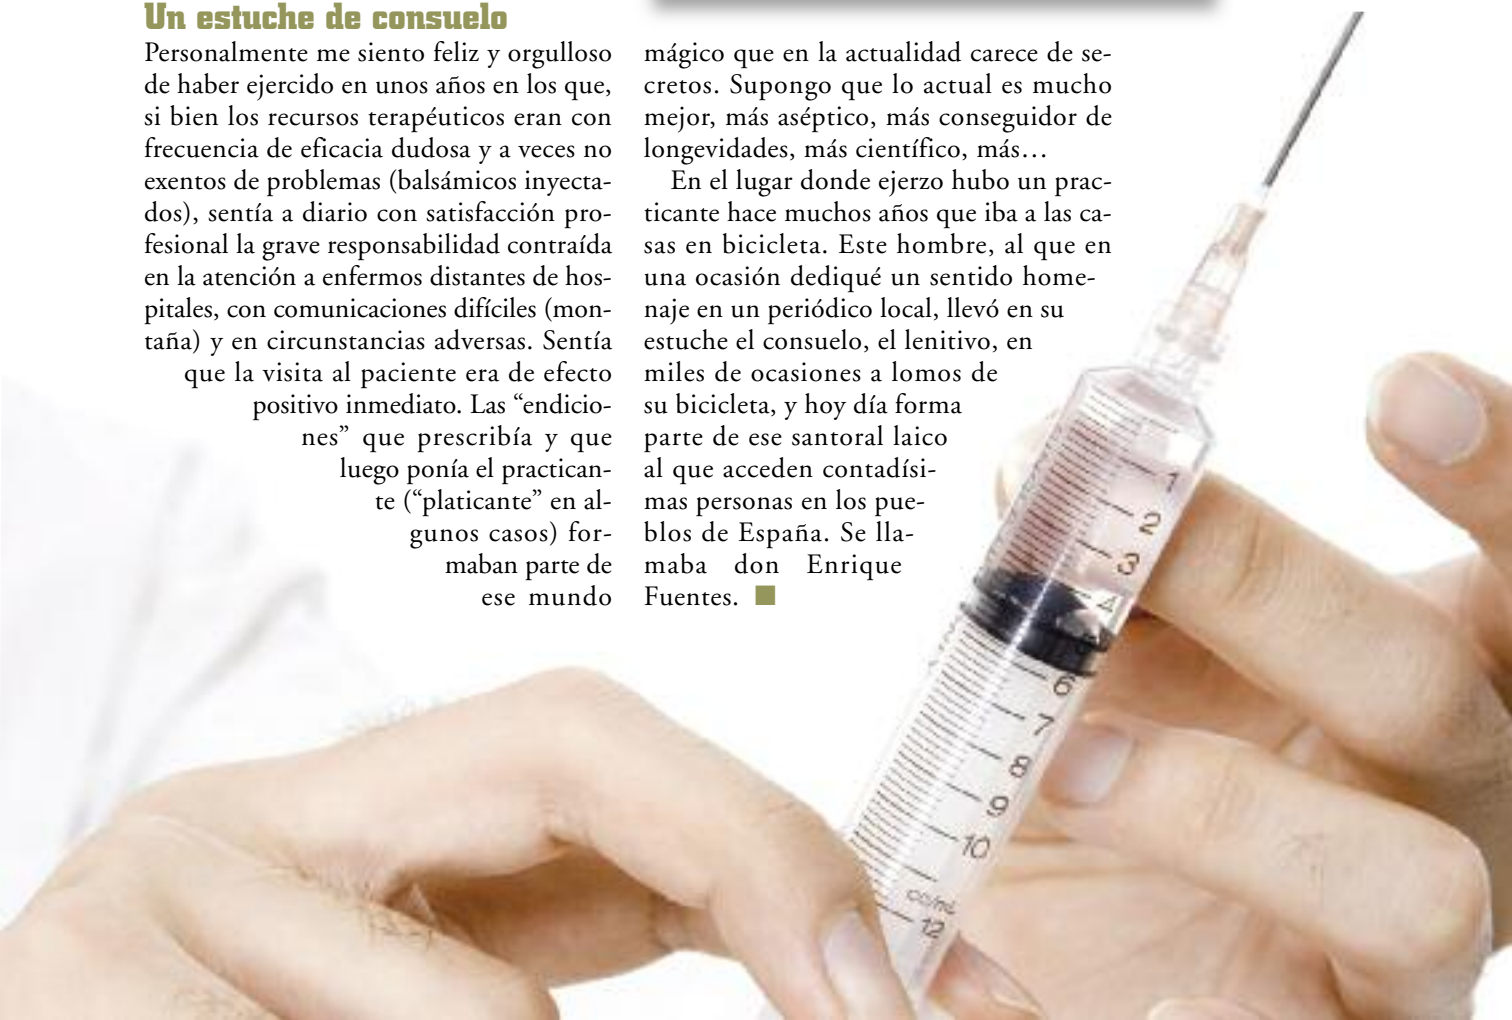 Un estuche de consuelo
Personalmente me siento feliz y orgulloso
de haber ejercido en unos años en los que,
si bien los recursos terapéuticos eran con
frecuencia de eficacia dudosa y a veces no
exentos de problemas (balsámicos inyecta-
dos), sentía a diario con satisfacción pro-
fesional la grave responsabilidad contraída
en la atención a enfermos distantes de hos-
pitales, con comunicaciones difíciles (mon-
taña) y en circunstancias adversas. Sentía
que la visita al paciente era de efecto
positivo inmediato. Las “endicio-
nes” que prescribía y que
luego ponía el practican-
te (“platicante” en al-
gunos casos) for-
maban parte de
ese mundo
mágico que en la actualidad carece de se-
cretos. Supongo que lo actual es mucho
mejor, más aséptico, más conseguidor de
longevidades, más científico, más…
En el lugar donde ejerzo hubo un prac-
ticante hace muchos años que iba a las ca-
sas en bicicleta. Este hombre, al que en
una ocasión dediqué un sentido home-
naje en un periódico local, llevó en su
estuche el consuelo, el lenitivo, en
miles de ocasiones a lomos de
su bicicleta, y hoy día forma
parte de ese santoral laico
al que acceden contadísi-
mas personas en los pue-
blos de España. Se lla-
maba don Enrique
Fuentes.
1
2
3
4
6
7
8
9
10
cc/mL
12